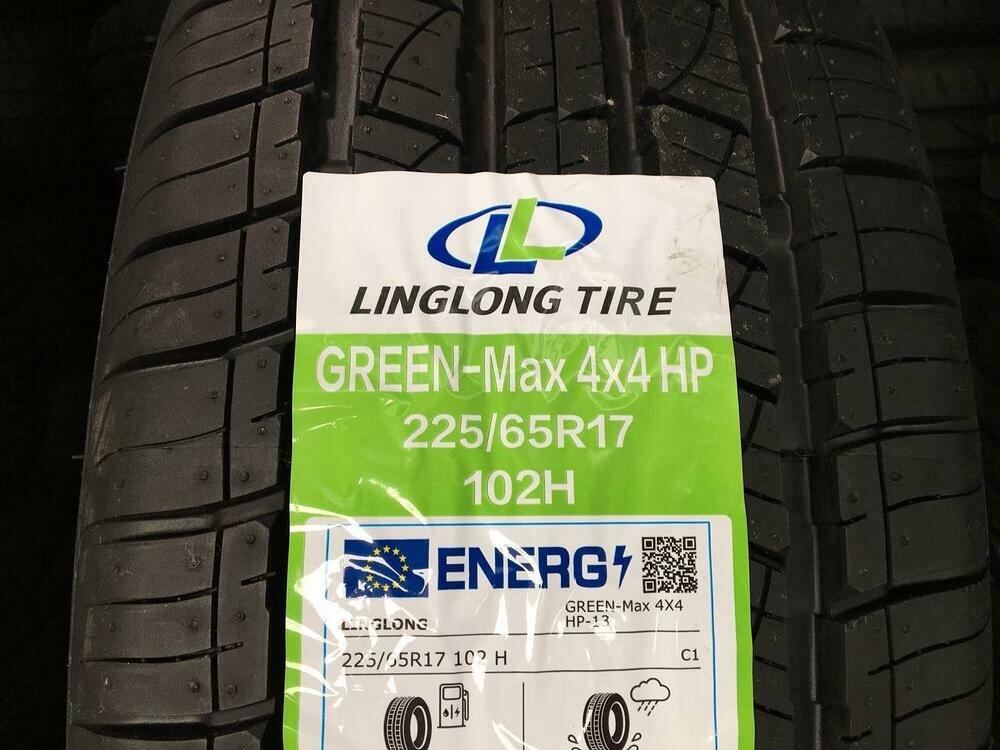 LINGLONG TIRE
GREEN-Max 4x4 HP
225/65R17
102H
ENERG
LINGLONG
GREEN-Max 4X4
HP-13
225/65R17 102 H
C1